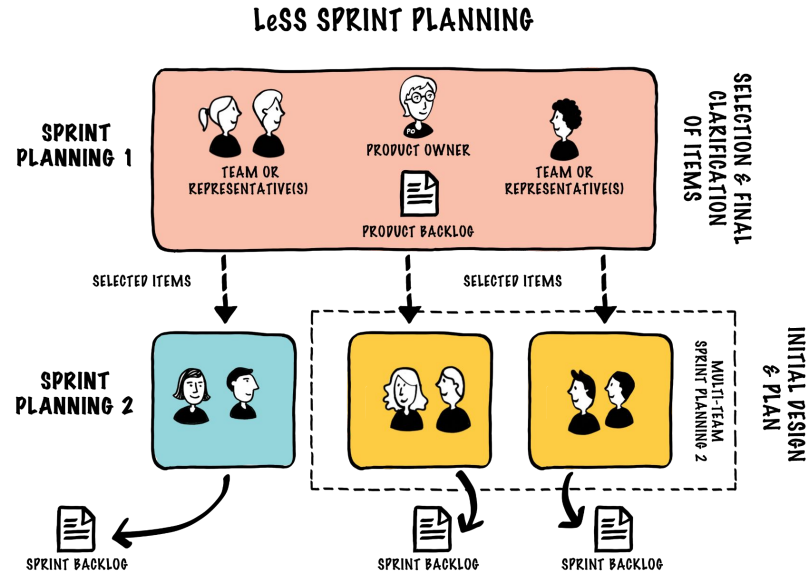 LeSS SPRINT PLANNING
SPRINT
PLANNING 1
PO
TEAM OR
REPRESENTATIVE(S)
PRODUCT OWNER
PRODUCT BACKLOG
TEAM OR
REPRESENTATIVE(S)
SELECTION & FINAL
CLARIFICATION
OF ITEMS
SELECTED ITEMS
SELECTED ITEMS
SPRINT
PLANNING 2
MULTI-TEAM
SPRINT PLANNING 2
INITIAL DESIGN
& PLAN
SPRINT BACKLOG
SPRINT BACKLOG
SPRINT BACKLOG